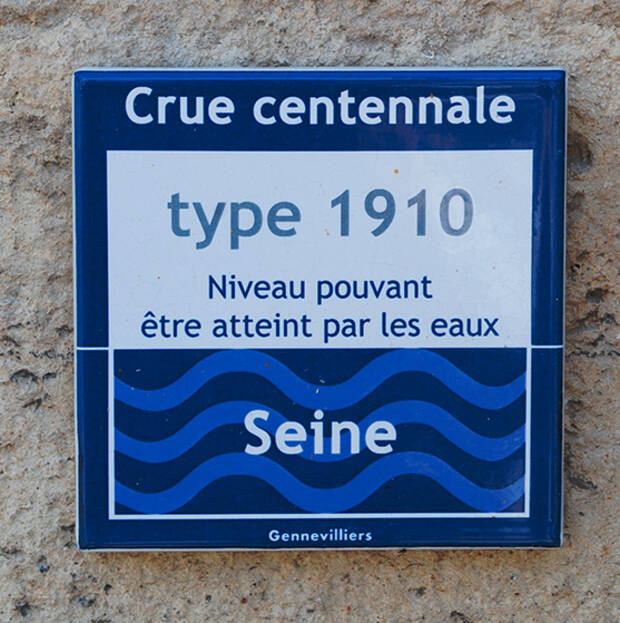 Crue centennale
type 1910
Niveau pouvant
être atteint par les eaux
Seine
Gennevilliers